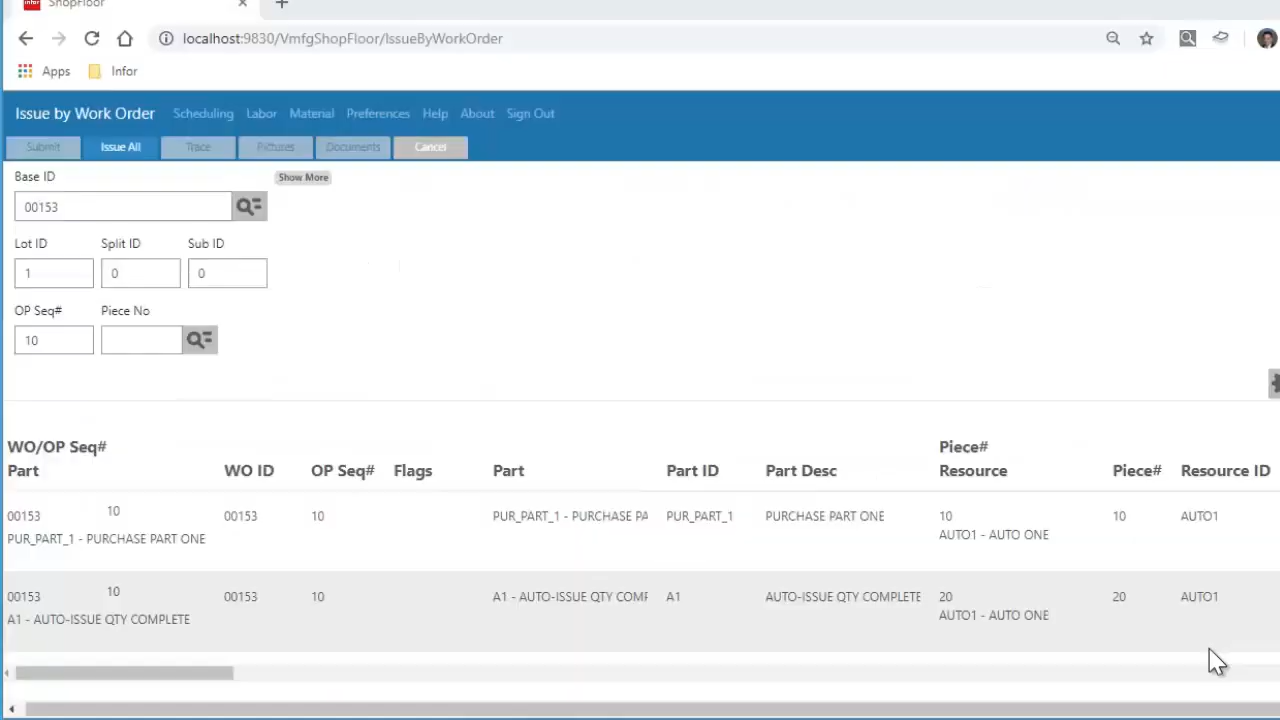 infor ShopFloor
localhost:9830/VmfgShopFloor/IssueByWorkOrder
Apps Infor
Issue by Work Order Scheduling Labor Material Preferences Help About Sign Out
Submit Issue All Trace Pictures Documents Cancel
Base ID Show More
00153
Lot ID Split ID Sub ID
1 0 0
OP Seq# Piece No
10
WO/OP Seq# Piece#
Part WO ID OP Seq# Flags Part Part ID Part Desc Resource Piece# Resource ID
00153 10 00153 10 PUR_PART_1 - PURCHASE PA PUR_PART_1 PURCHASE PART ONE 10 10 AUTO1
PUR_PART_1 - PURCHASE PART ONE AUTO1 - AUTO ONE
00153 10 00153 10 A1 - AUTO-ISSUE QTY COMP A1 AUTO-ISSUE QTY COMPLETE 20 20 AUTO1
A1 - AUTO-ISSUE QTY COMPLETE AUTO1 - AUTO ONE